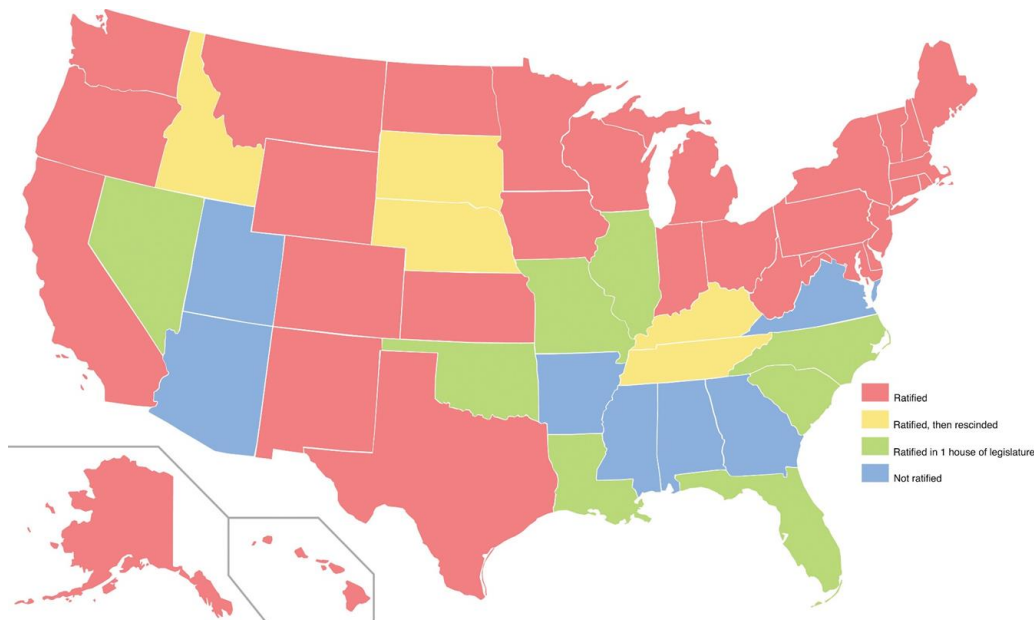 Ratified
Ratified, then rescinded
Ratified in 1 house of legislature
Not ratified